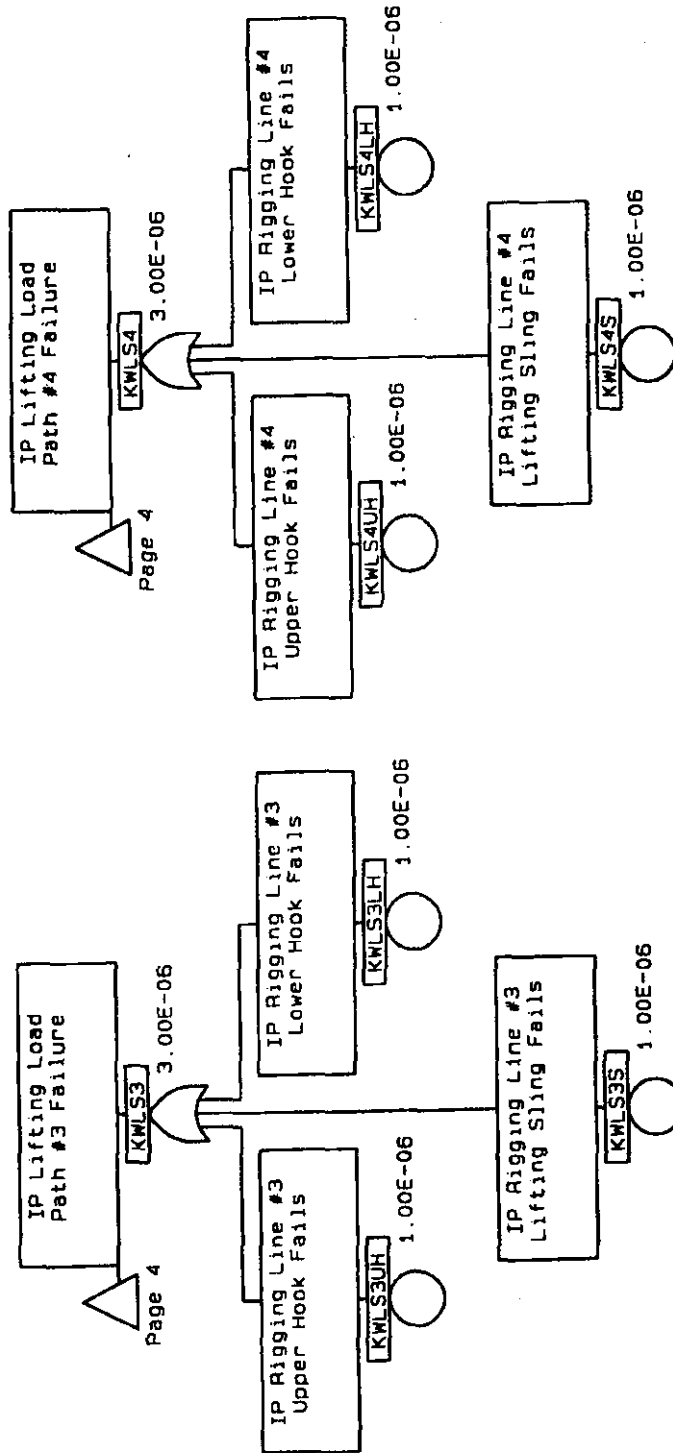 IP Lifting Load
Path #3 Failure
Page 4
KWLS3
3.00E-06
IP Rigging Line #3
Upper Hook Fails
KWLS3UH
1.00E-06
IP Rigging Line #3
Lower Hook Fails
KWLS3LH
1.00E-06
IP Rigging Line #3
Lifting Sling Fails
KWLS3S
1.00E-06
IP Lifting Load
Path #4 Failure
Page 4
KWLS4
3.00E-06
IP Rigging Line #4
Upper Hook Fails
KWLS4UH
1.00E-06
IP Rigging Line #4
Lower Hook Fails
KWLS4LH
1.00E-06
IP Rigging Line #4
Lifting Sling Fails
KWLS4S
1.00E-06